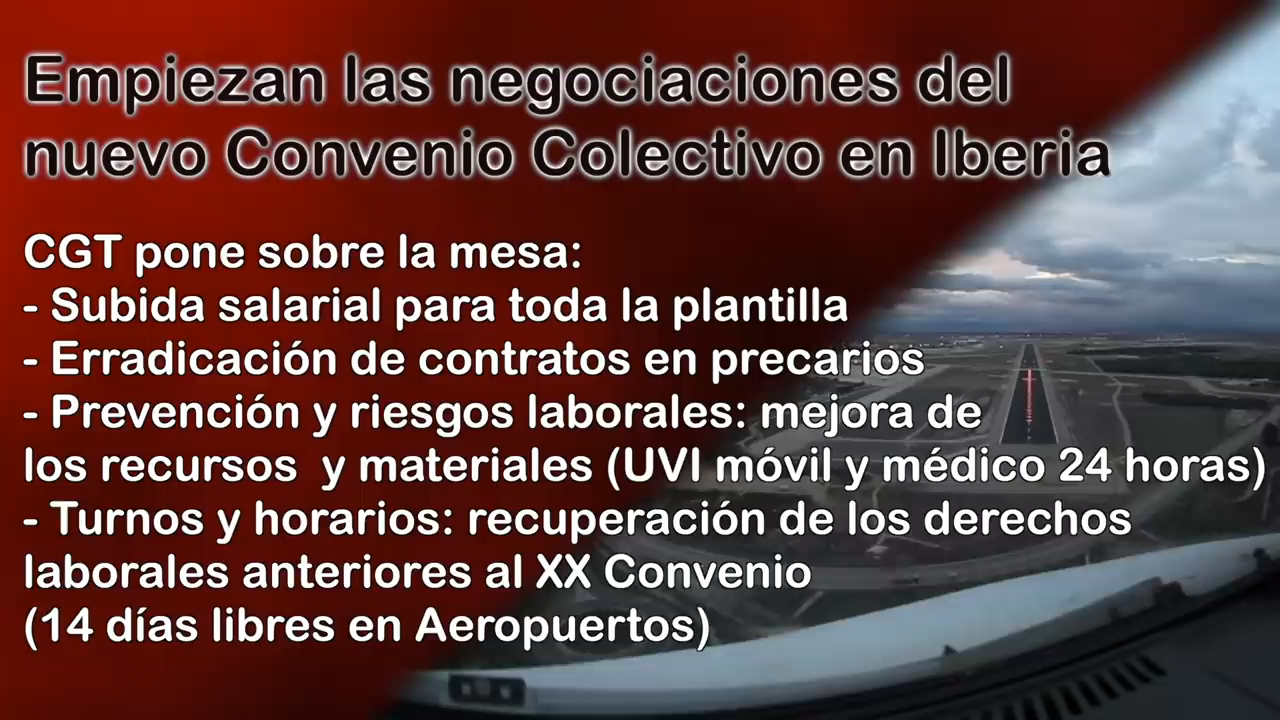 Empiezan las negociaciones del
nuevo Convenio Colectivo en Iberia
CGT pone sobre la mesa:
- Subida salarial para toda la plantilla
- Erradicación de contratos en precarios
- Prevención y riesgos laborales: mejora de
los recursos y materiales (UVI móvil y médico 24 horas)
- Turnos y horarios: recuperación de los derechos
laborales anteriores al XX Convenio
(14 días libres en Aeropuertos)